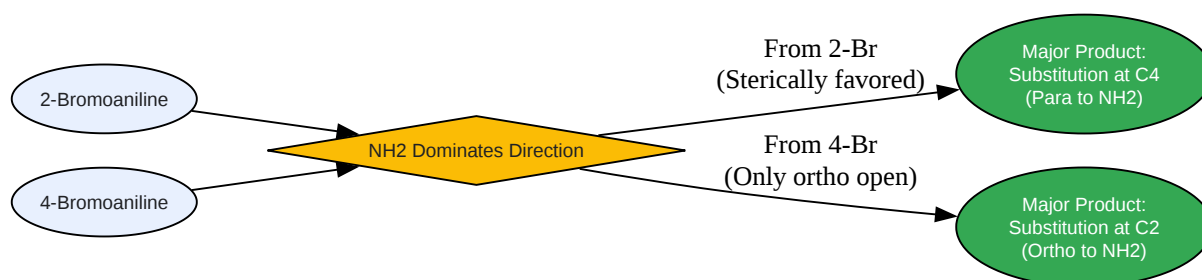 2-Bromoaniline
4-Bromoaniline
NH2 Dominates Direction
From 2-Br
(Sterically favored)
From 4-Br
(Only ortho open)
Major Product:
Substitution at C4
(Para to NH2)
Major Product:
Substitution at C2
(Ortho to NH2)